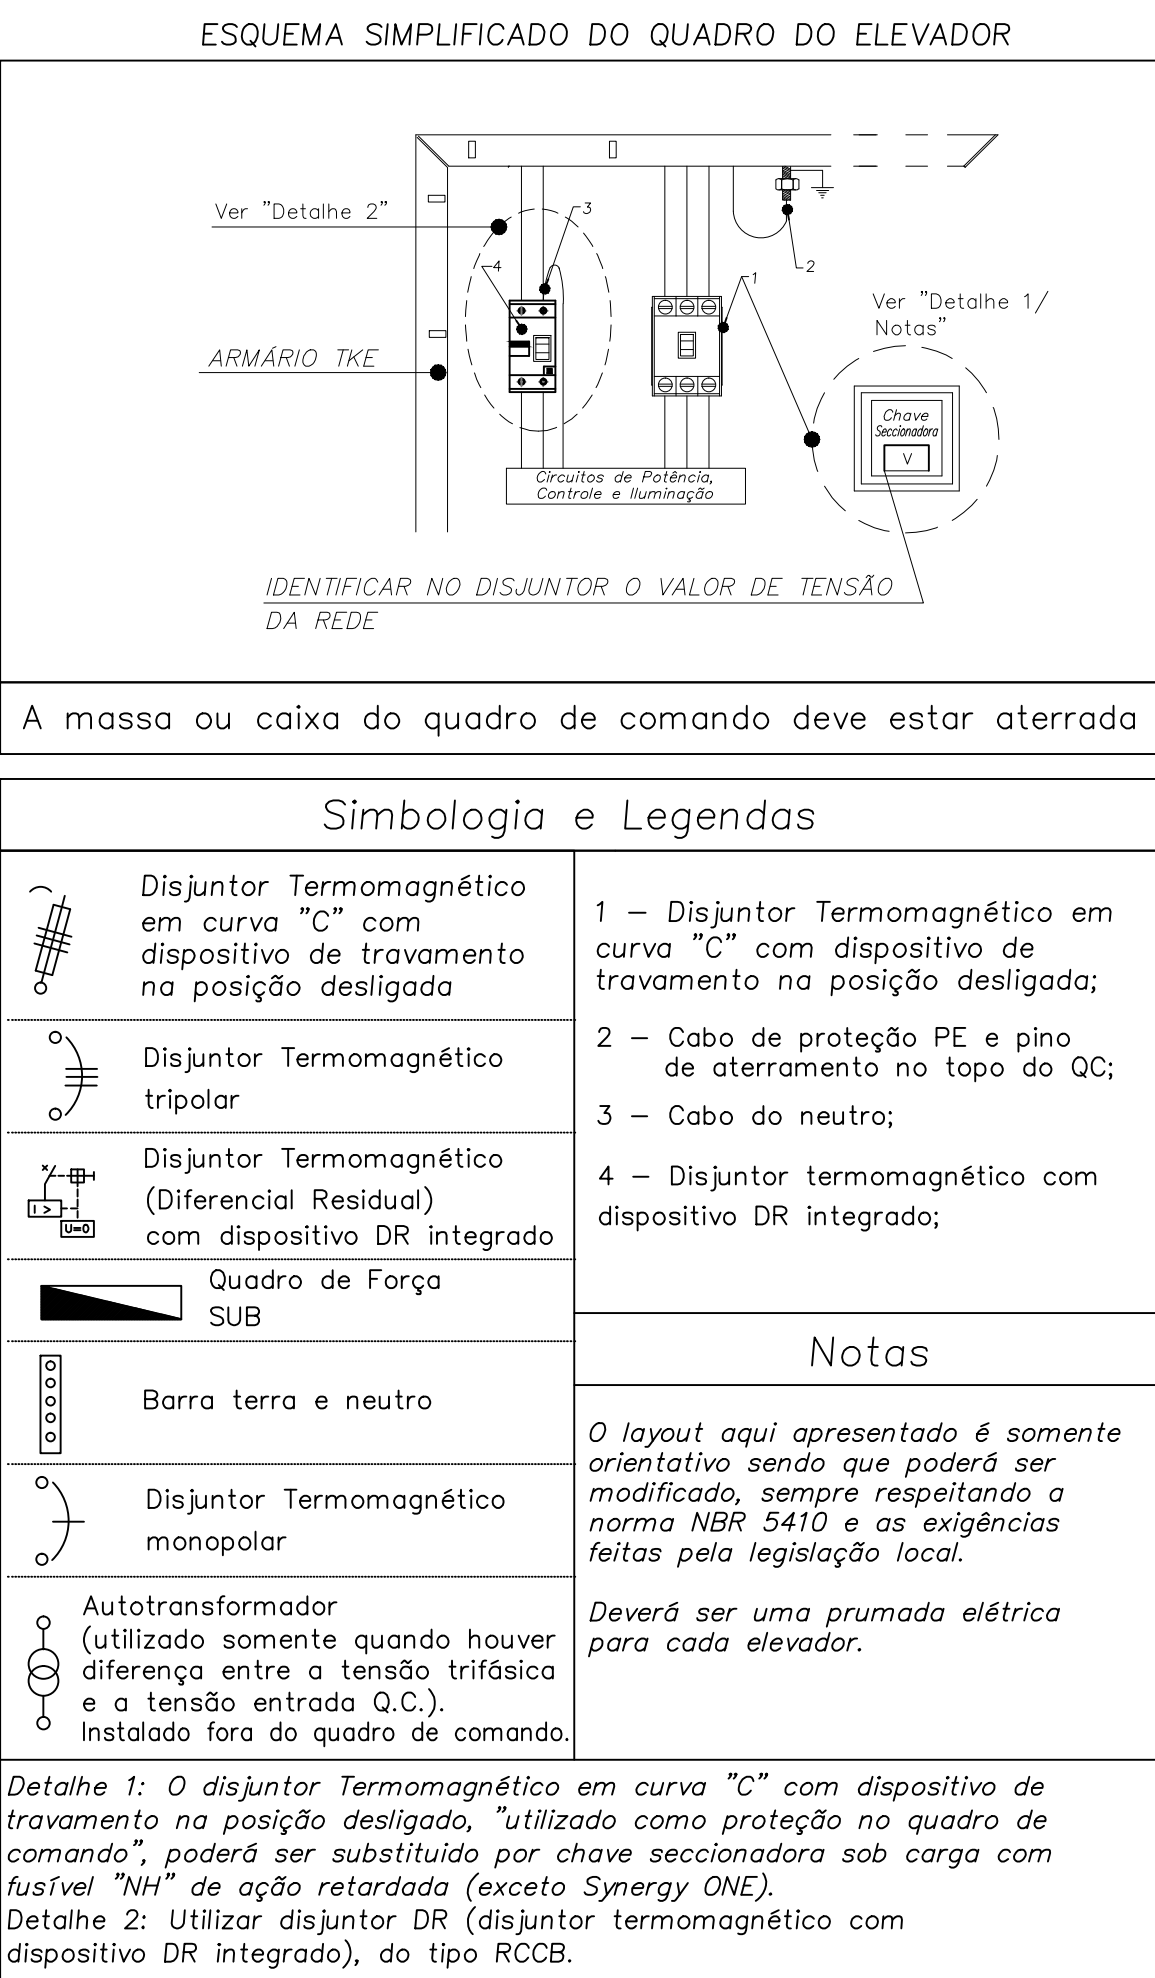 ESQUEMA SIMPLIFICADO DO QUADRO DO ELEVADOR
Ver "Detalhe 2"
3
4
2
1
Ver "Detalhe 1/
Notas"
ARMÁRIO TKE
Chave
Seccionadora
V
Circuitos de Potência,
Controle e Iluminação
IDENTIFICAR NO DISJUNTOR O VALOR DE TENSÃO
DA REDE
A massa ou caixa do quadro de comando deve estar aterrada
Simbologia e Legendas
Disjuntor Termomagnético
em curva "C" com
dispositivo de travamento
na posição desligada
Disjuntor Termomagnético
tripolar
Disjuntor Termomagnético
(Diferencial Residual)
com dispositivo DR integrado
I >
U=0
Quadro de Força
SUB
Barra terra e neutro
Disjuntor Termomagnético
monopolar
Autotransformador
(utilizado somente quando houver
diferença entre a tensão trifásica
e a tensão entrada Q.C.).
Instalado fora do quadro de comando.
1 – Disjuntor Termomagnético em
curva "C" com dispositivo de
travamento na posição desligada;
2 – Cabo de proteção PE e pino
de aterramento no topo do QC;
3 – Cabo do neutro;
4 – Disjuntor termomagnético com
dispositivo DR integrado;
Notas
O layout aqui apresentado é somente
orientativo sendo que poderá ser
modificado, sempre respeitando a
norma NBR 5410 e as exigências
feitas pela legislação local.
Deverá ser uma prumada elétrica
para cada elevador.
Detalhe 1: O disjuntor Termomagnético em curva "C" com dispositivo de
travamento na posição desligado, "utilizado como proteção no quadro de
comando", poderá ser substituido por chave seccionadora sob carga com
fusível "NH" de ação retardada (exceto Synergy ONE).
Detalhe 2: Utilizar disjuntor DR (disjuntor termomagnético com
dispositivo DR integrado), do tipo RCCB.